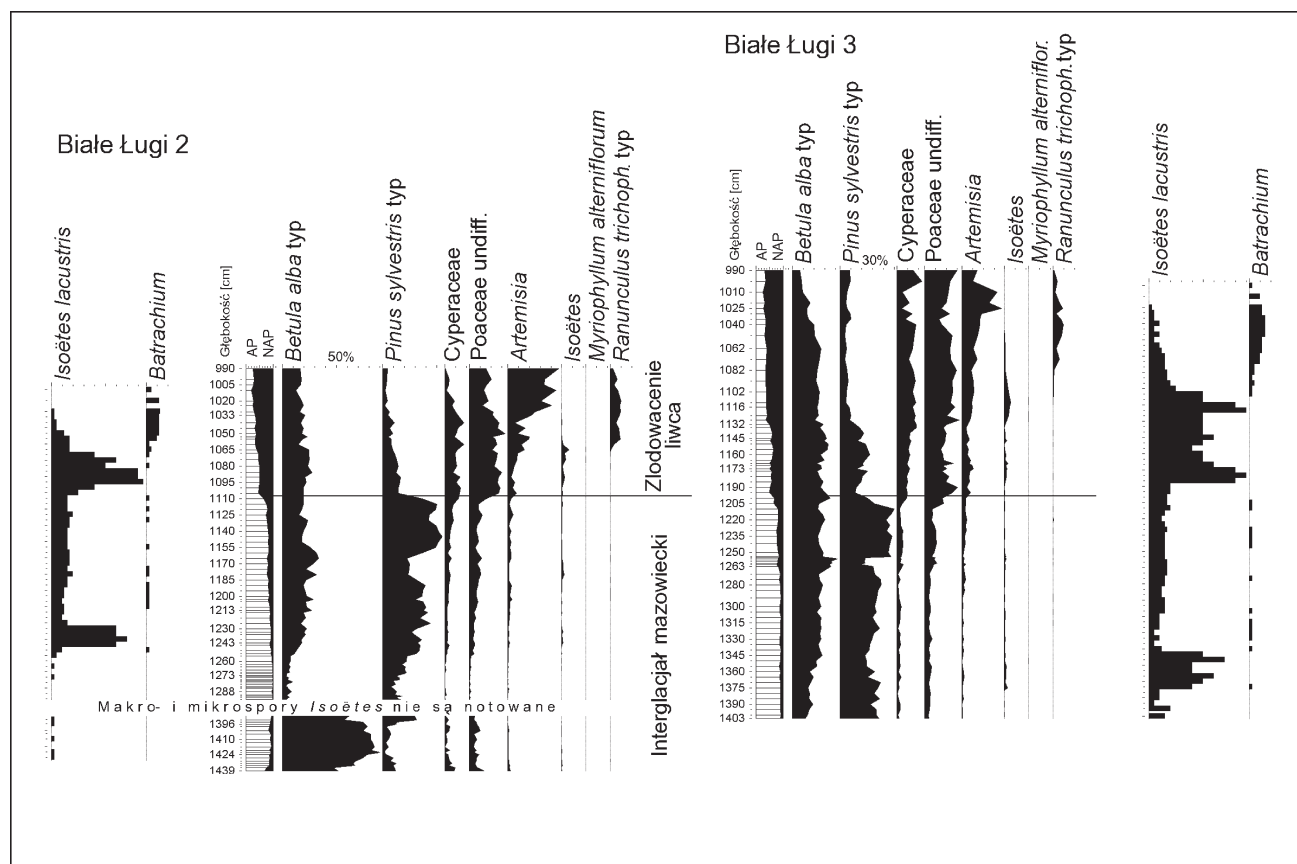 Białe Ługi 2
Isoëtes lacustris
Batrachium
Głębokość [cm]
AP
NAP
Betula alba typ
50%
Pinus sylvestris typ
Cyperaceae
Poaceae undiff.
Artemisia
Isoëtes
Myriophyllum alterniflorum
Ranunculus trichoph. typ
990
1005
1020
1033
1050
1065
1080
1095
1110
1125
1140
1155
1170
1185
1200
1213
1230
1243
1260
1273
1288
Makro- i mikrospory Isoëtes nie są notowane
1396
1410
1424
1439
Zlodowacenie
liwca
Interglacjał mazowiecki
Białe Ługi 3
Głębokość [cm]
AP
NAP
Betula alba typ
Pinus sylvestris typ
30%
Cyperaceae
Poaceae undiff.
Artemisia
Isoëtes
Myriophyllum alterniflor.
Ranunculus trichoph.typ
990
1010
1025
1040
1062
1082
1102
1116
1132
1145
1160
1173
1190
1205
1220
1235
1250
1263
1280
1300
1315
1330
1345
1360
1375
1390
1403
Isoëtes lacustris
Batrachium